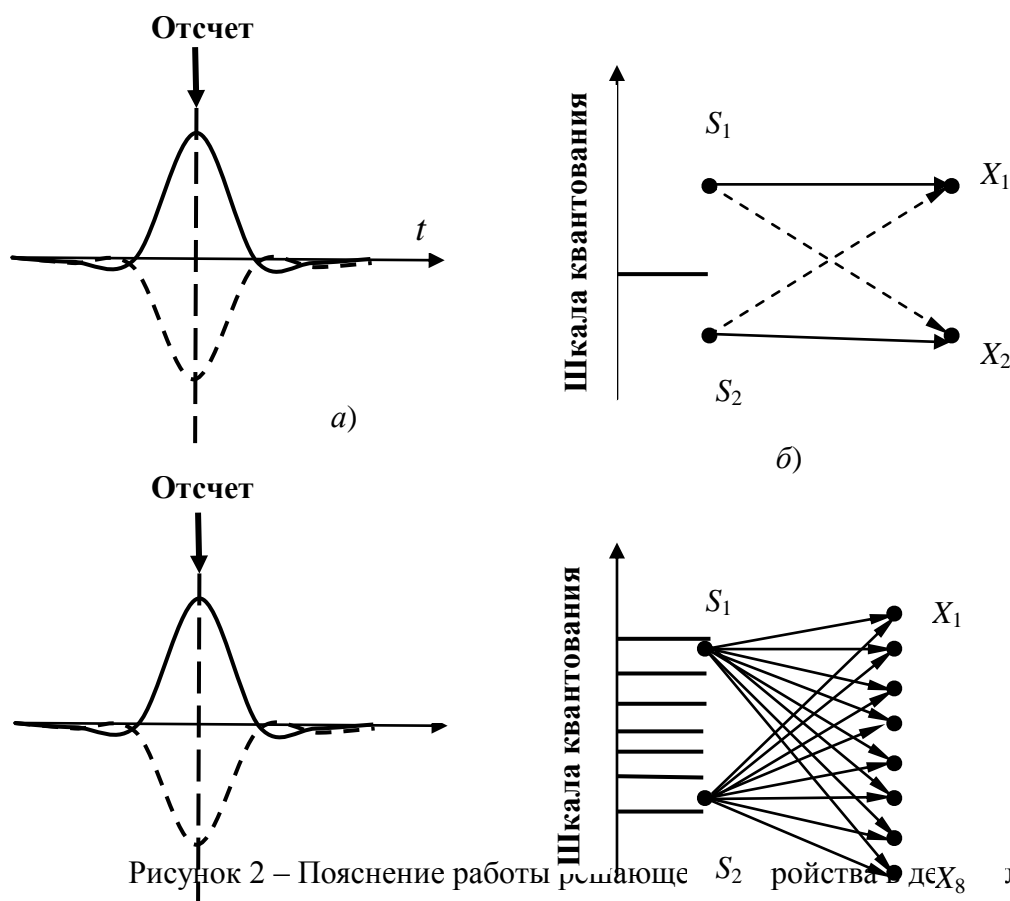 Отсчет
Шкала квантования
S1
X1
t
X2
S2
а)
б)
Отсчет
Шкала квантования
S1
X1
S2
X8
Рисунок 2 – Пояснение работы